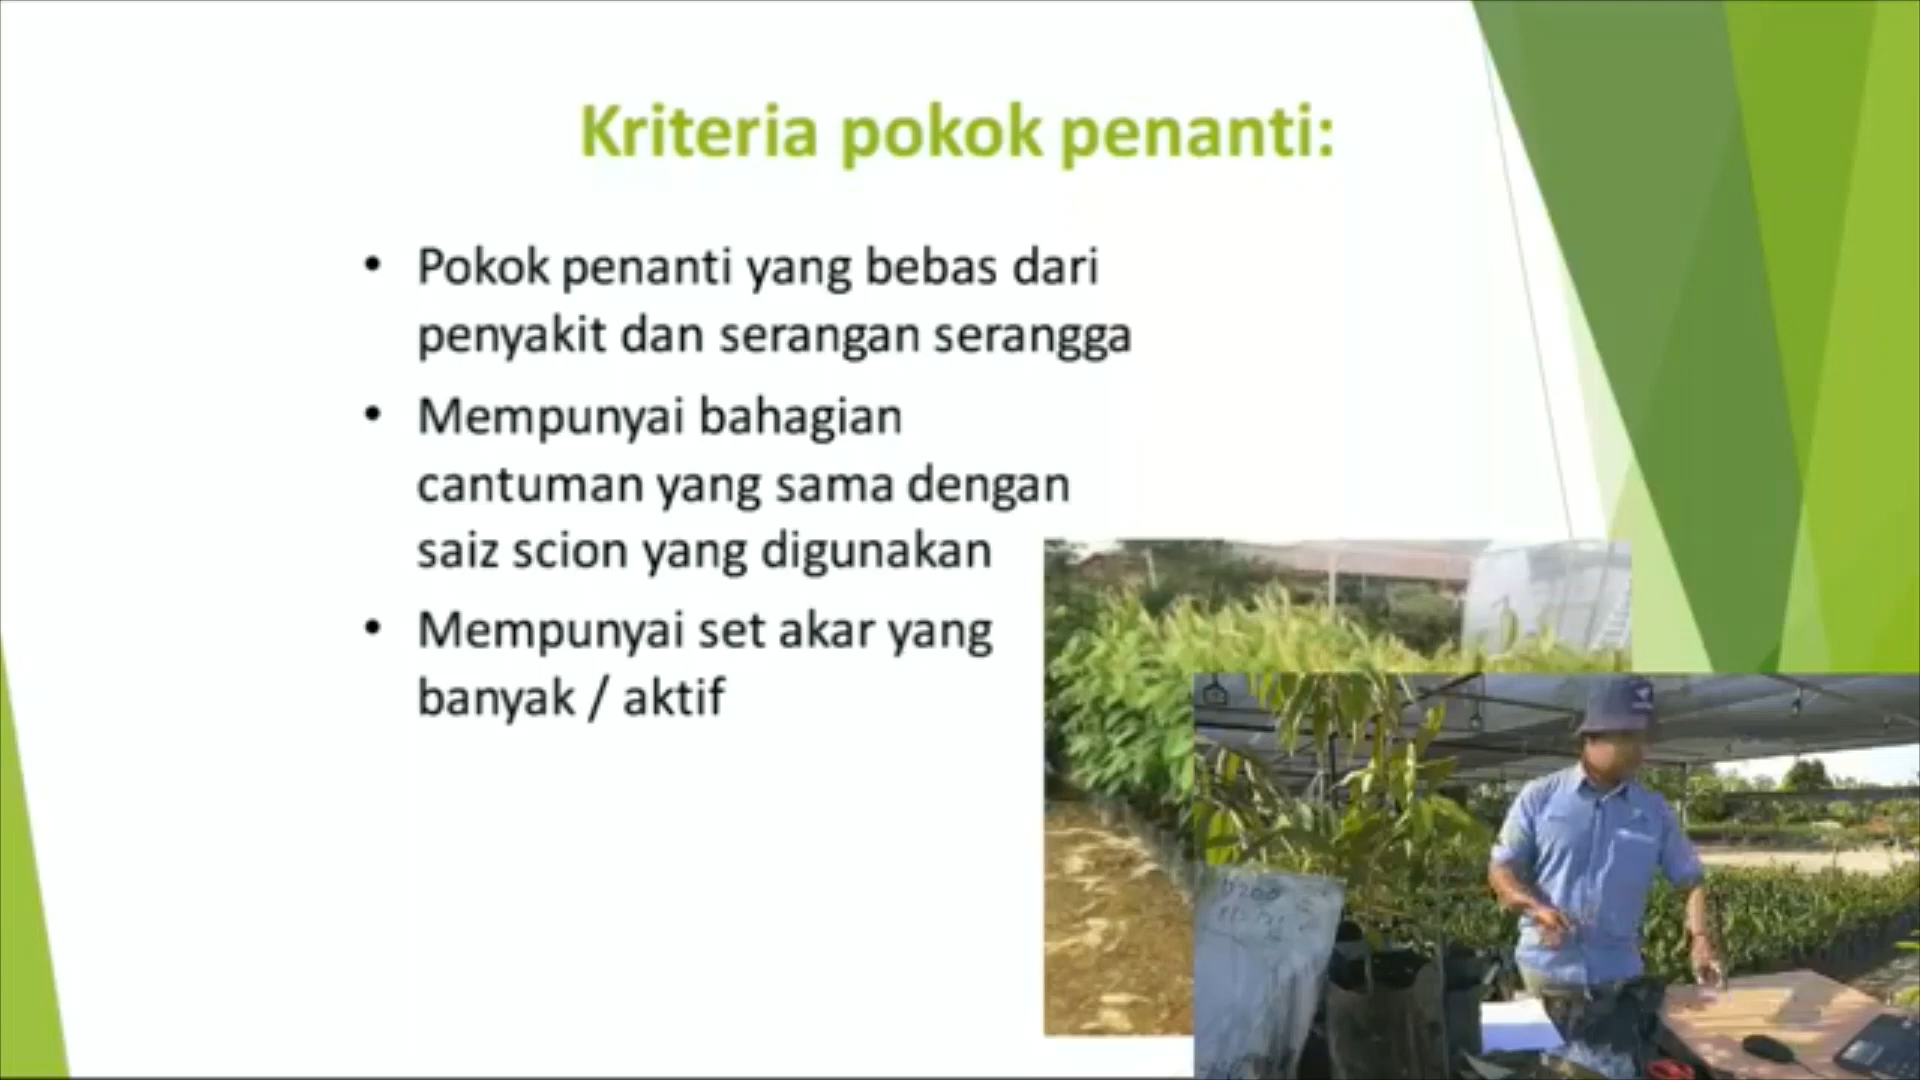 Kriteria pokok penanti:
• Pokok penanti yang bebas dari
penyakit dan serangan serangga
• Mempunyai bahagian
cantuman yang sama dengan
saiz scion yang digunakan
• Mempunyai set akar yang
banyak / aktif
D200